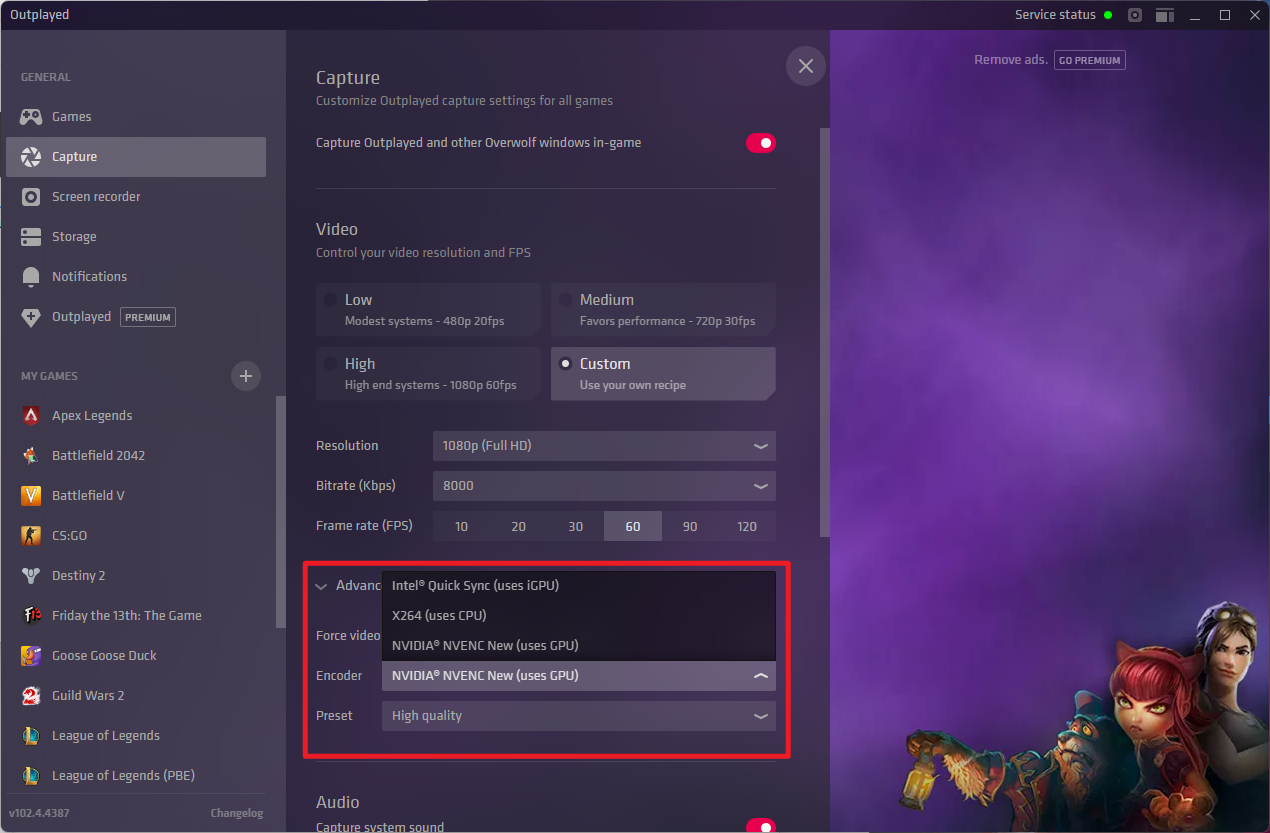 Outplayed
Service status
Remove ads. GO PREMIUM
GENERAL
Games
Capture
Screen recorder
Storage
Notifications
Outplayed PREMIUM
MY GAMES
Apex Legends
Battlefield 2042
Battlefield V
CS:GO
Destiny 2
Friday the 13th: The Game
Goose Goose Duck
Guild Wars 2
League of Legends
League of Legends (PBE)
v102.4.4387
Changelog
Capture
Customize Outplayed capture settings for all games
Capture Outplayed and other Overwolf windows in-game
Video
Control your video resolution and FPS
Low
Modest systems - 480p 20fps
Medium
Favors performance - 720p 30fps
High
High end systems - 1080p 60fps
Custom
Use your own recipe
Resolution 1080p (Full HD)
Bitrate (Kbps) 8000
Frame rate (FPS) 10 20 30 60 90 120
Advanc
Intel® Quick Sync (uses iGPU)
X264 (uses CPU)
Force video
NVIDIA® NVENC New (uses GPU)
Encoder NVIDIA® NVENC New (uses GPU)
Preset High quality
Audio
Capture system sound